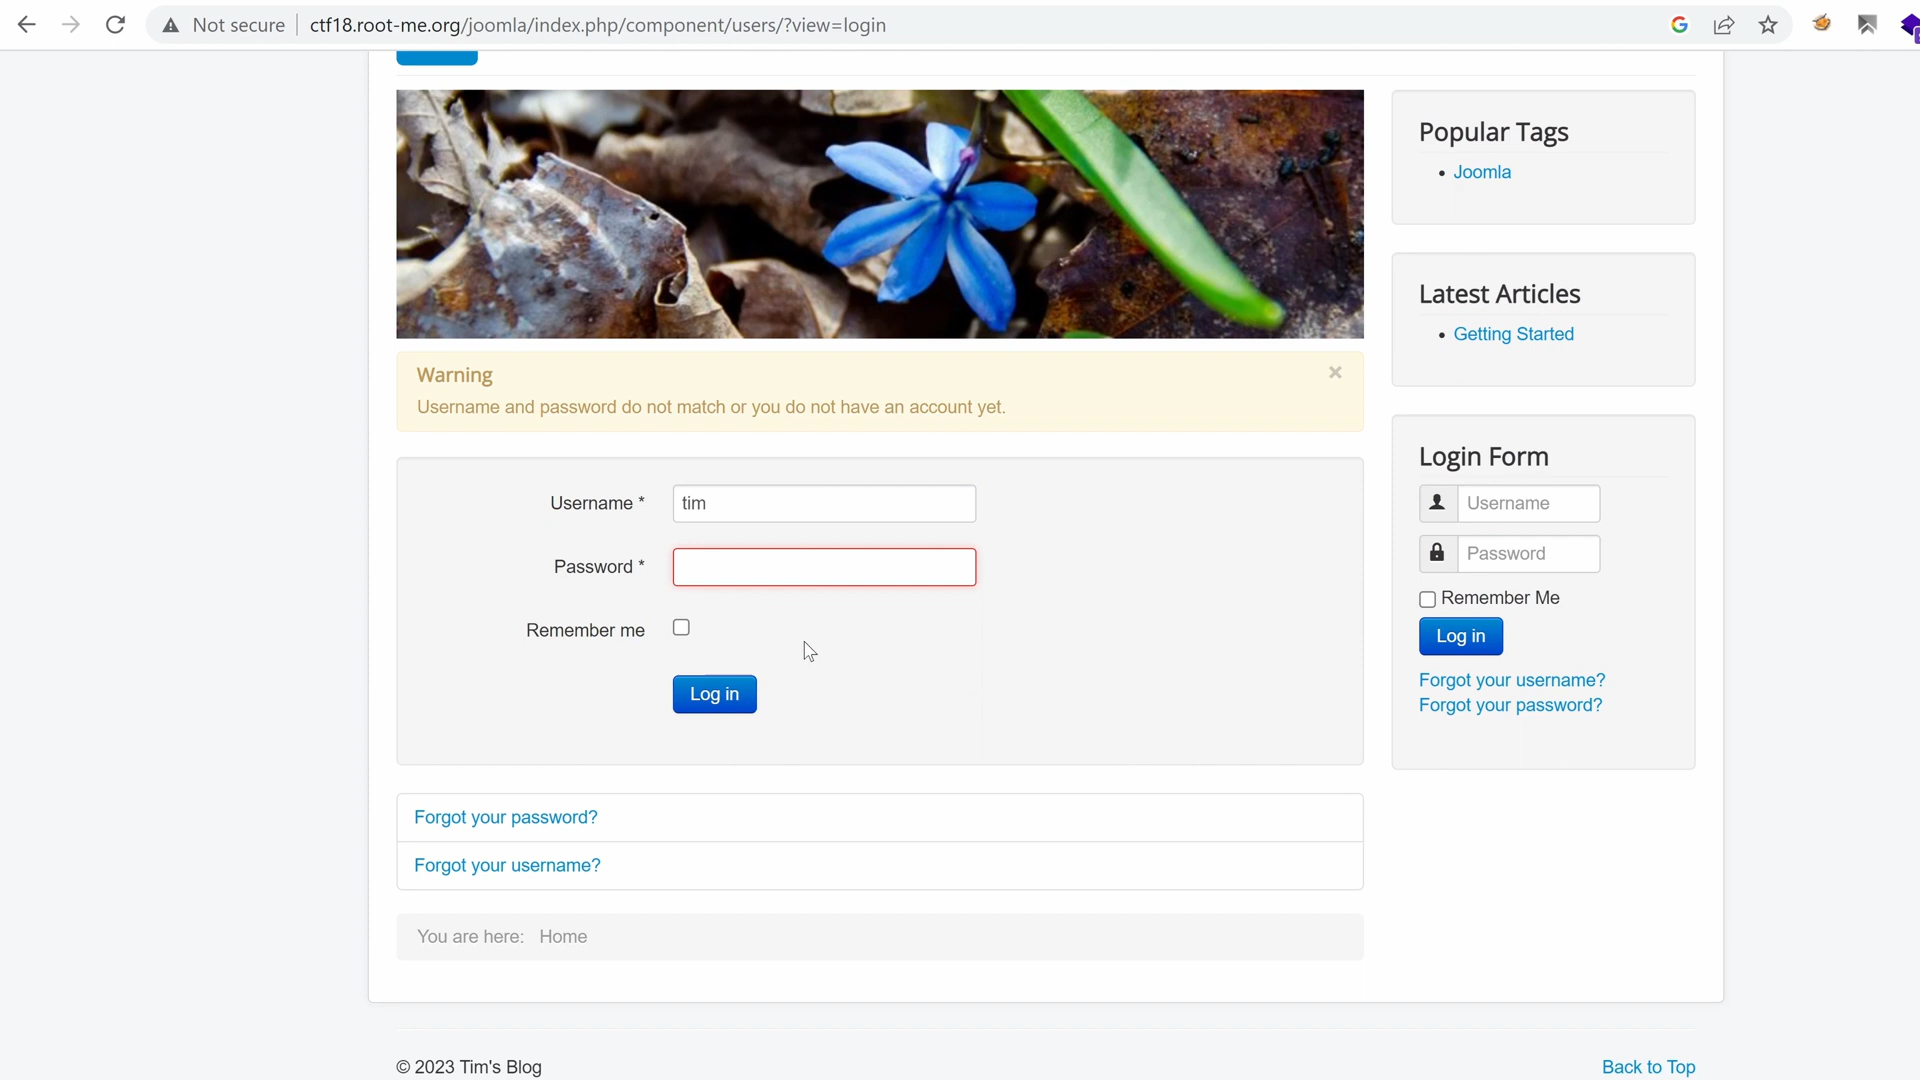 Not secure
ctf18.root-me.org/joomla/index.php/component/users/?view=login
Popular Tags
Joomla
Latest Articles
Getting Started
Warning
×
Username and password do not match or you do not have an account yet.
Username *
tim
Password *
Remember me
Log in
Login Form
Username
Password
Remember Me
Log in
Forgot your username?
Forgot your password?
Forgot your password?
Forgot your username?
You are here: Home
© 2023 Tim's Blog
Back to Top